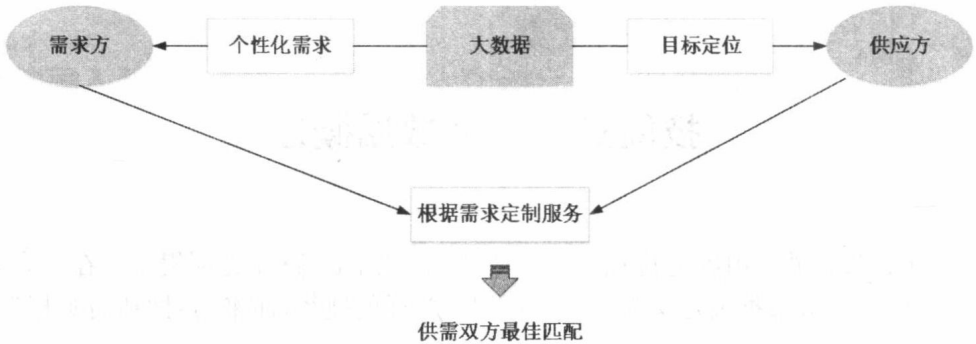 需求方
个性化需求
大数据
目标定位
供应方
根据需求定制服务
供需双方最佳匹配